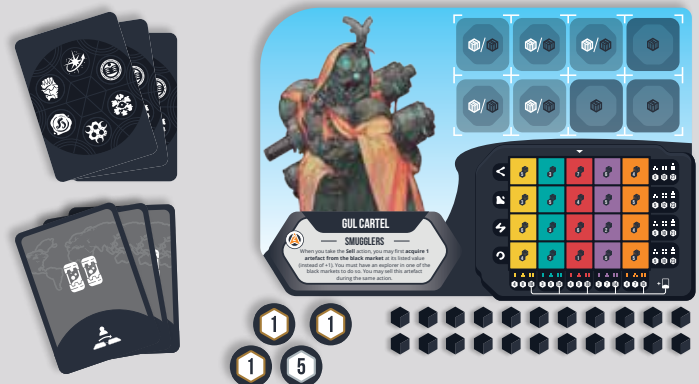 GUL CARTEL
SMUGGLERS
When you take the Sell action, you may first acquire 1
artefact from the black market at its listed value
(instead of +1). You must have an explorer in one of the
black markets to do so. You may sell this artefact
during the same action.
1
1
1
5